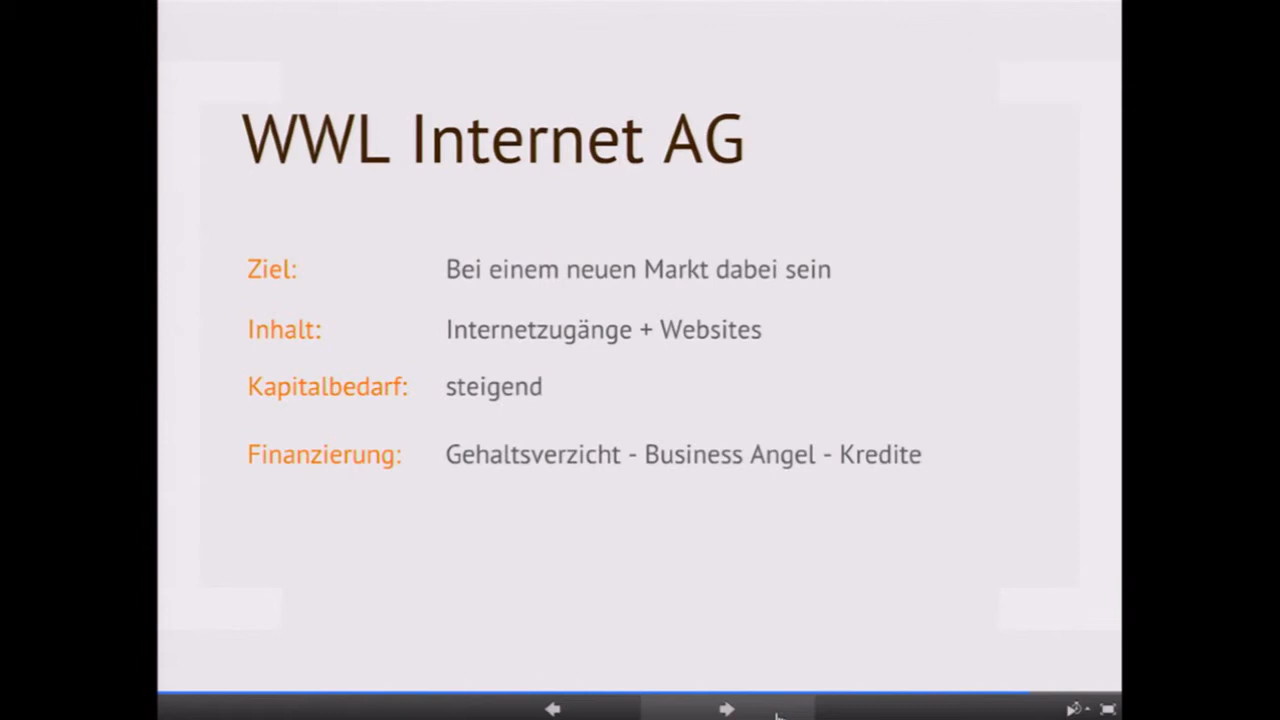 WWL Internet AG
Ziel: Bei einem neuen Markt dabei sein
Inhalt: Internetzugänge + Websites
Kapitalbedarf: steigend
Finanzierung: Gehaltsverzicht - Business Angel - Kredite